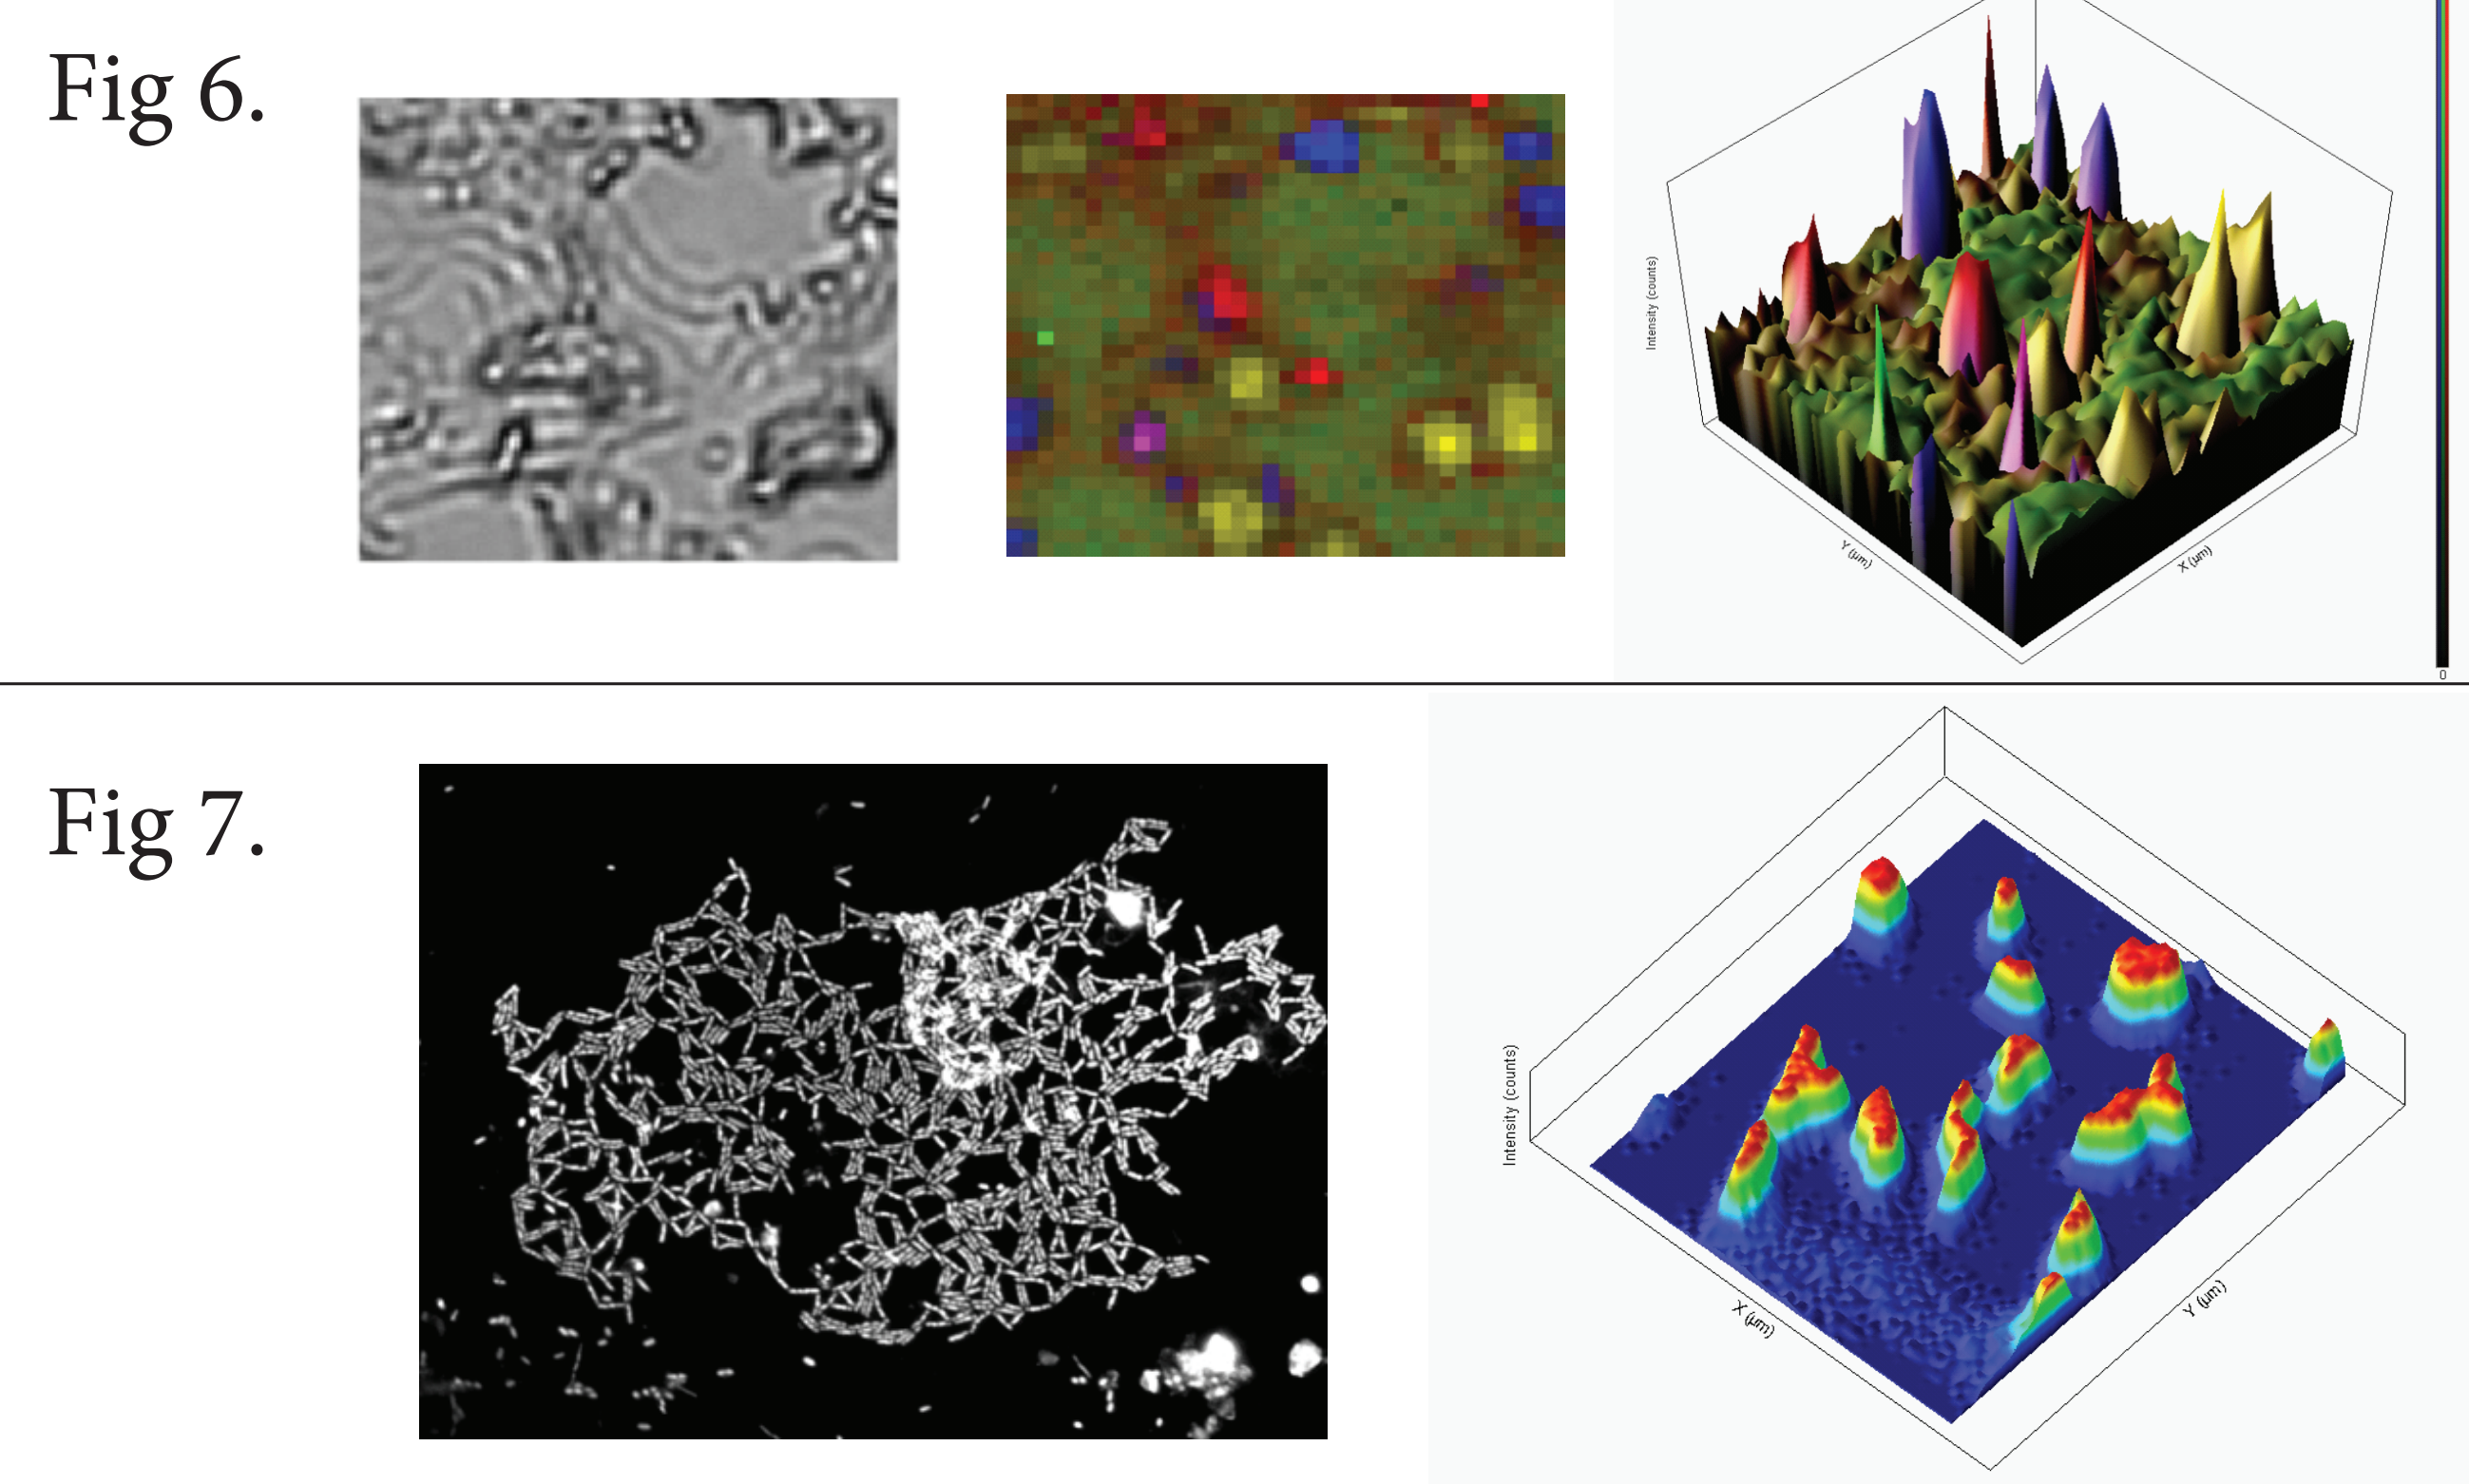 Fig 6.
Intensity (counts)
Y (µm)
X (µm)
0
Fig 7.
Intensity (counts)
X (µm)
Y (µm)